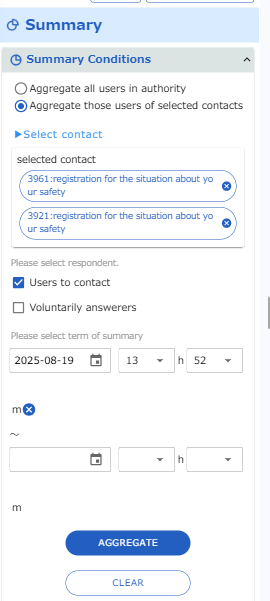 Summary
Summary Conditions
Aggregate all users in authority
Aggregate those users of selected contacts
▶Select contact
selected contact
3961:registration for the situation about yo
ur safety
3921:registration for the situation about yo
ur safety
Please select respondent.
Users to contact
Voluntarily answerers
Please select term of summary
2025-08-19 13 h 52
m
~
h
m
AGGREGATE
CLEAR